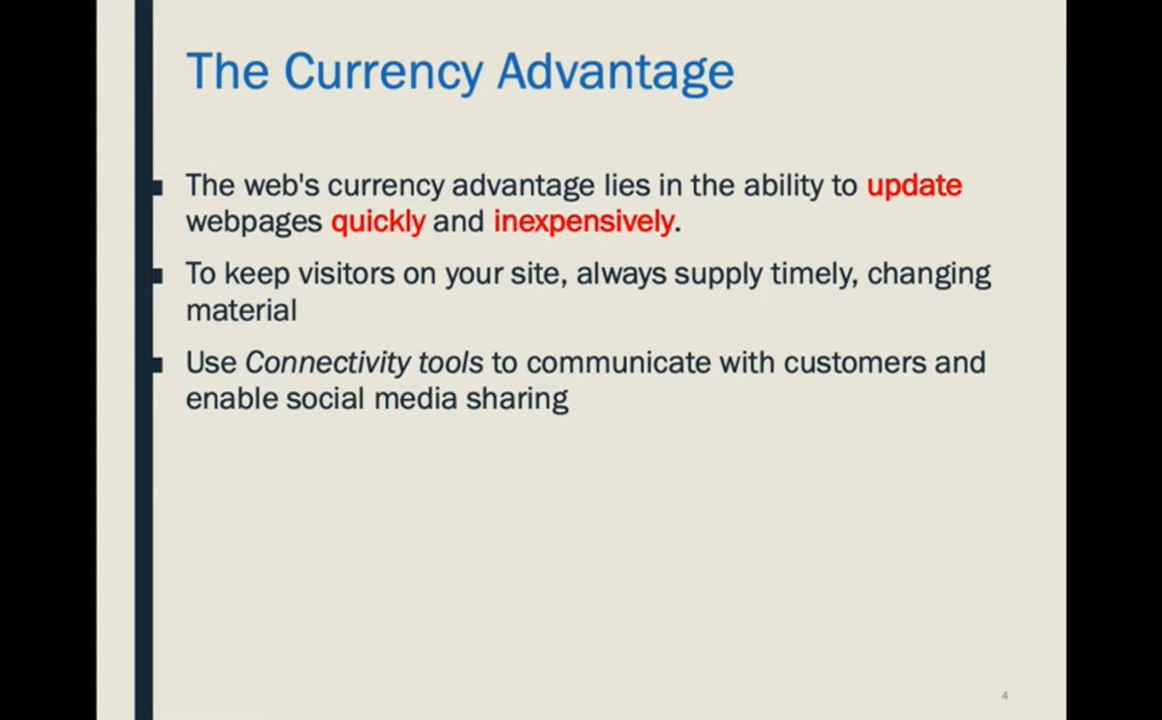 The Currency Advantage
The web's currency advantage lies in the ability to update
webpages quickly and inexpensively.
To keep visitors on your site, always supply timely, changing
material
Use Connectivity tools to communicate with customers and
enable social media sharing
4